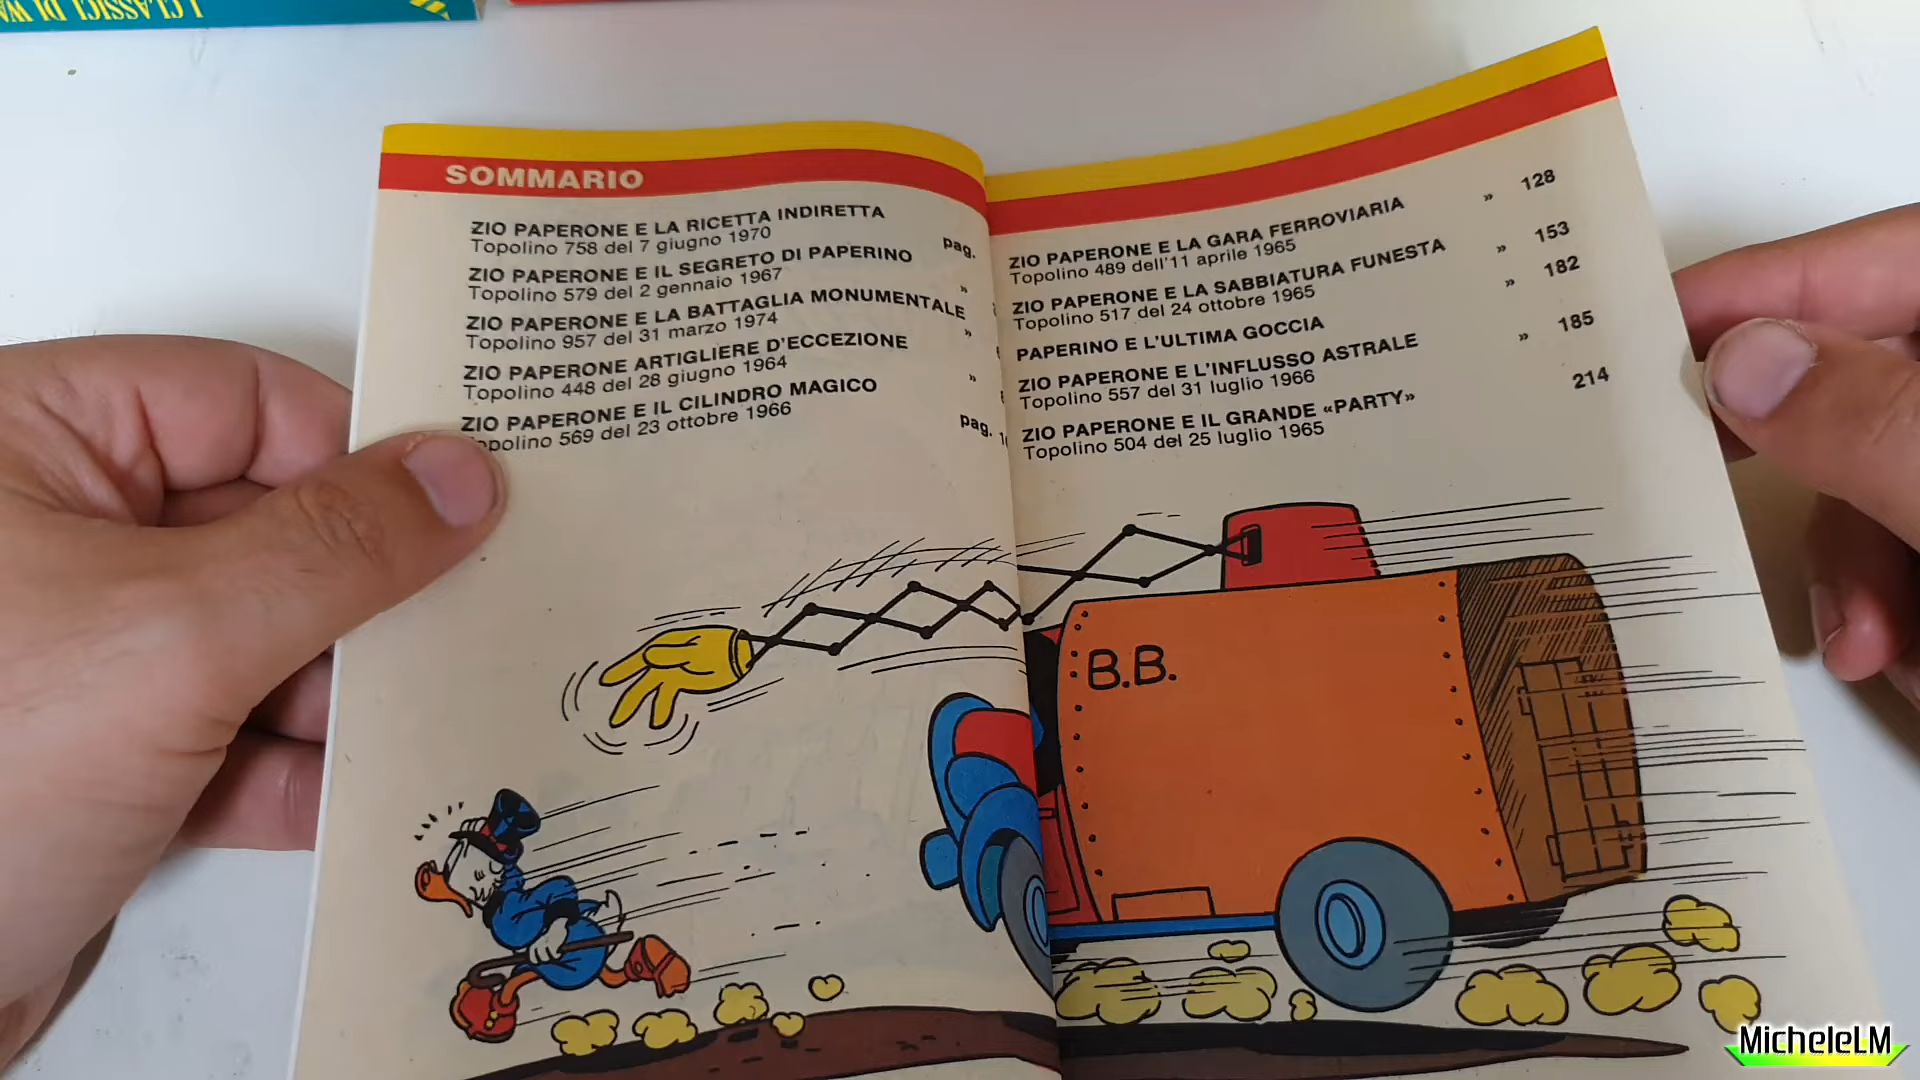 I CLASSICI DI WA
SOMMARIO
ZIO PAPERONE E LA RICETTA INDIRETTA
Topolino 758 del 7 giugno 1970
pag.
ZIO PAPERONE E IL SEGRETO DI PAPERINO
Topolino 579 del 2 gennaio 1967
»
ZIO PAPERONE E LA BATTAGLIA MONUMENTALE
Topolino 957 del 31 marzo 1974
»
ZIO PAPERONE ARTIGLIERE D'ECCEZIONE
Topolino 448 del 28 giugno 1964
»
ZIO PAPERONE E IL CILINDRO MAGICO
Topolino 569 del 23 ottobre 1966
pag.
ZIO PAPERONE E LA GARA FERROVIARIA » 128
Topolino 489 dell'11 aprile 1965
ZIO PAPERONE E LA SABBIATURA FUNESTA » 153
Topolino 517 del 24 ottobre 1965
PAPERINO E L'ULTIMA GOCCIA » 182
ZIO PAPERONE E L'INFLUSSO ASTRALE » 185
Topolino 557 del 31 luglio 1966
ZIO PAPERONE E IL GRANDE «PARTY» 214
Topolino 504 del 25 luglio 1965
B.B.
MicheleLM